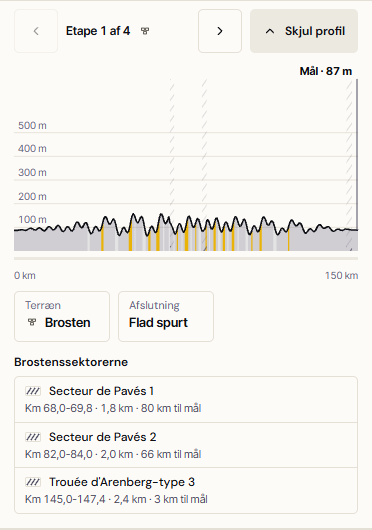 Etape 1 af 4
Skjul profil
Mål · 87 m
500 m
400 m
300 m
200 m
100 m
0 km
150 km
Terræn
Brosten
Afslutning
Flad spurt
Brostenssektorerne
Secteur de Pavés 1
Km 68,0-69,8 · 1,8 km · 80 km til mål
Secteur de Pavés 2
Km 82,0-84,0 · 2,0 km · 66 km til mål
Trouée d'Arenberg-type 3
Km 145,0-147,4 · 2,4 km · 3 km til mål